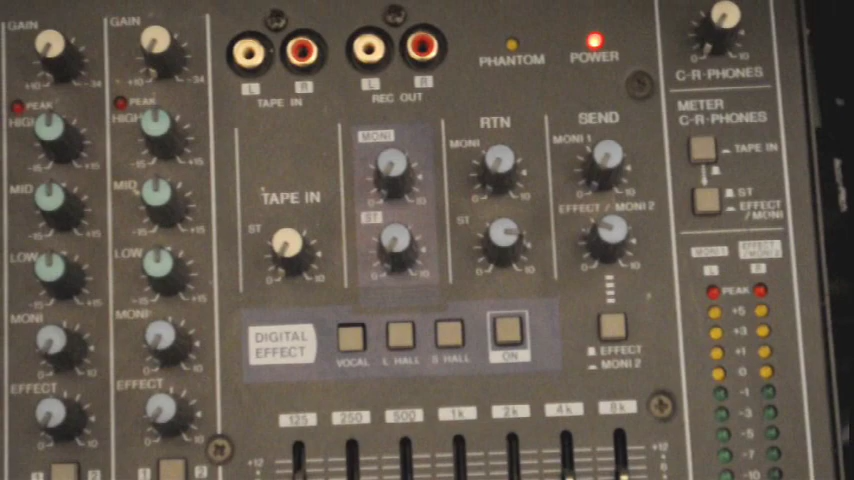 GAIN
+10 -34
PEAK
HIGH
-15 +15
MID
-15 +15
LOW
-15 +15
MONI
0 10
EFFECT
0 10
1 2
GAIN
+10 -34
PEAK
HIGH
-15 +15
MID
-15 +15
LOW
-15 +15
MONI
0 10
EFFECT
0 10
1 2
L R
TAPE IN
L R
REC OUT
PHANTOM
POWER
TAPE IN
ST
0 10
MONI
0 10
ST
0 10
RTN
MONI
0 10
ST
0 10
SEND
MONI 1
0 10
EFFECT / MONI 2
0 10
EFFECT
MONI 2
DIGITAL
EFFECT
VOCAL
L HALL
S HALL
ON
125 250 500 1k 2k 4k 8k
+12
+12
6
0 10
C-R-PHONES
METER
C-R-PHONES
TAPE IN
ST
EFFECT
/MONI
MONI1
L
EFFECT
/MONI2
R
PEAK
+5
+3
+1
0
-1
-3
-5
-7
-10